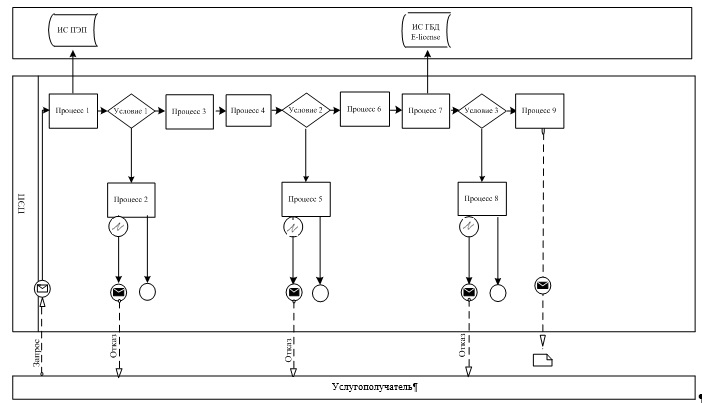 ИС ПЭП
ИС ГБД
E-license
Процесс 1
Условие 1
Процесс 3
Процесс 4
Условие 2
Процесс 6
Процесс 7
Условие 3
Процесс 9
Процесс 2
Процесс 5
Процесс 8
ПСП
Запрос
Отказ
Отказ
Отказ
Услугополучатель¶
¶